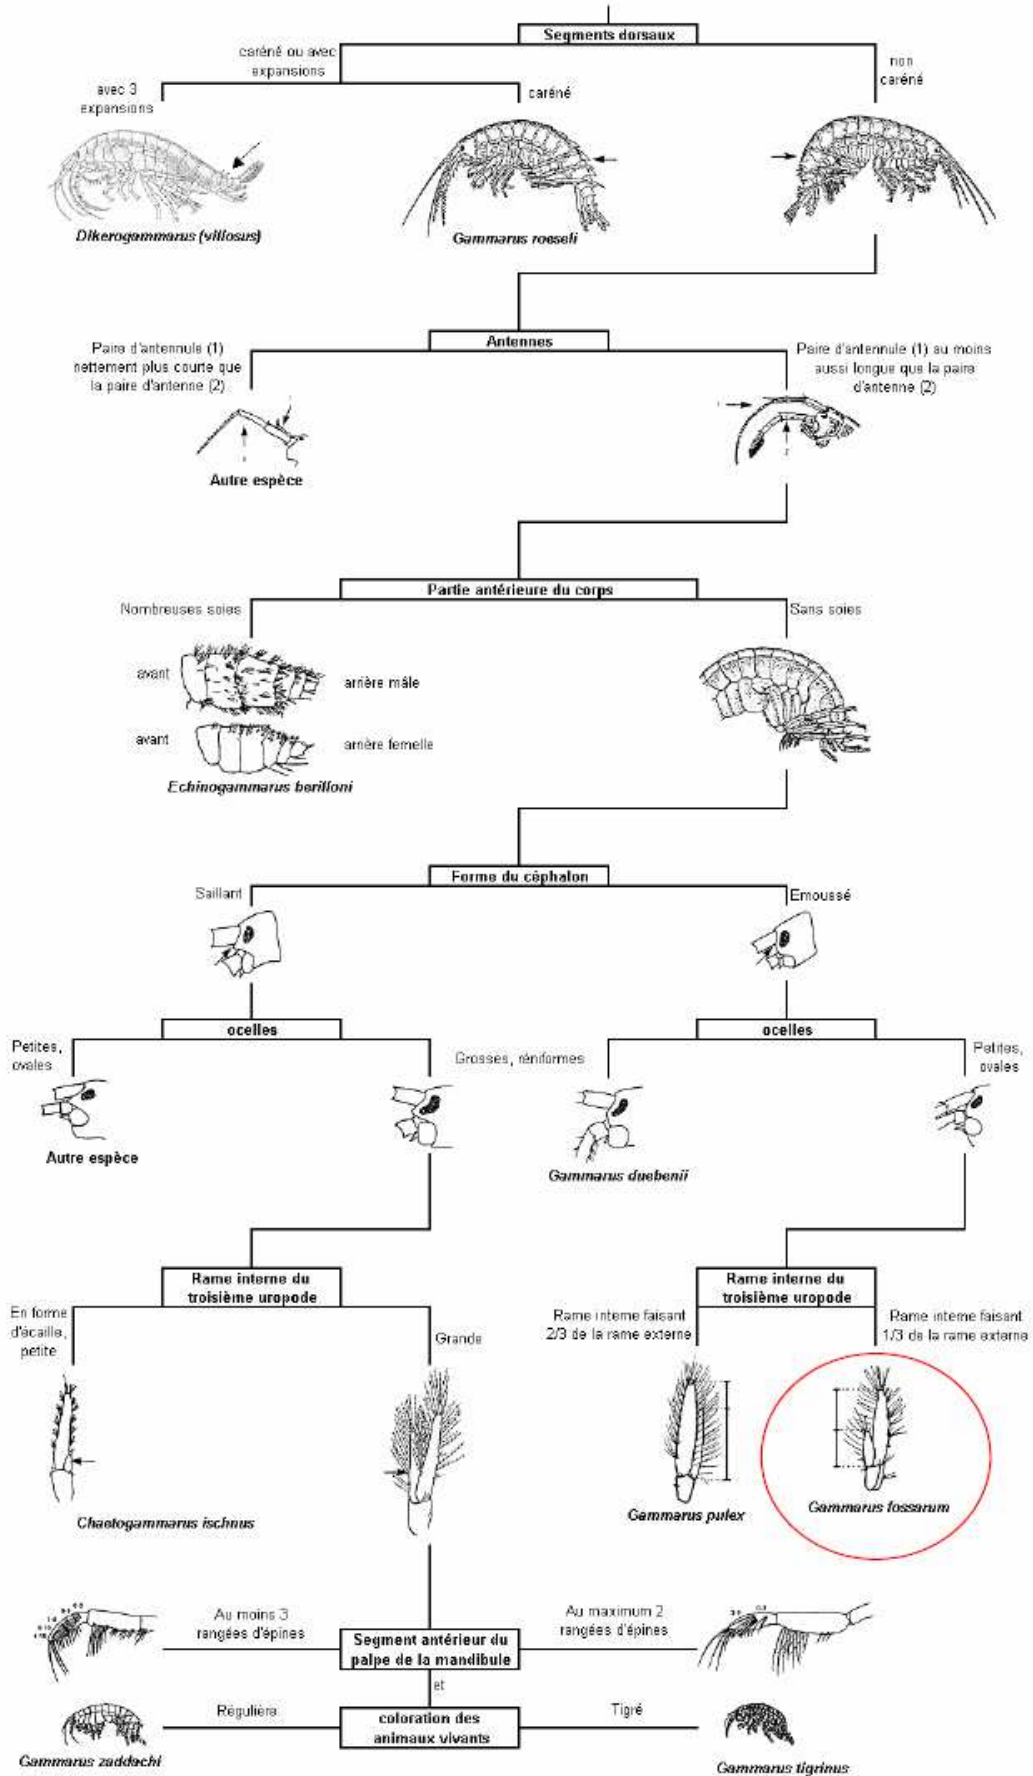 Segments dorsaux
caréné ou avec
expansions
non
caréné
avec 3
expansions
caréné
Dikerogammarus (villosus)
Gammarus roeseli
Antennes
Paire d'antennule (1)
nettement plus courte que
la paire d'antenne (2)
Paire d'antennule (1) au moins
aussi longue que la paire
d'antenne (2)
Autre espèce
Partie antérieure du corps
Nombreuses soies
Sans soies
avant
arrière mâle
avant
arrière femelle
Echinogammarus berilloni
Forme du céphalon
Saillant
Emoussé
ocelles
ocelles
Petites,
ovales
Grosses, réniformes
Petites,
ovales
Autre espèce
Gammarus duebenii
Rame interne du
troisième uropode
Rame interne du
troisième uropode
En forme
d'écaille,
petite
Grande
Rame interne faisant
2/3 de la rame externe
Rame interne faisant
1/3 de la rame externe
Chaetogammarus ischnus
Gammarus pulex
Gammarus fossarum
Au moins 3
rangées d'épines
Segment antérieur du
palpe de la mandibule
Au maximum 2
rangées d'épines
et
Régulière
coloration des
animaux vivants
Tigré
Gammarus zaddachi
Gammarus tigrinus